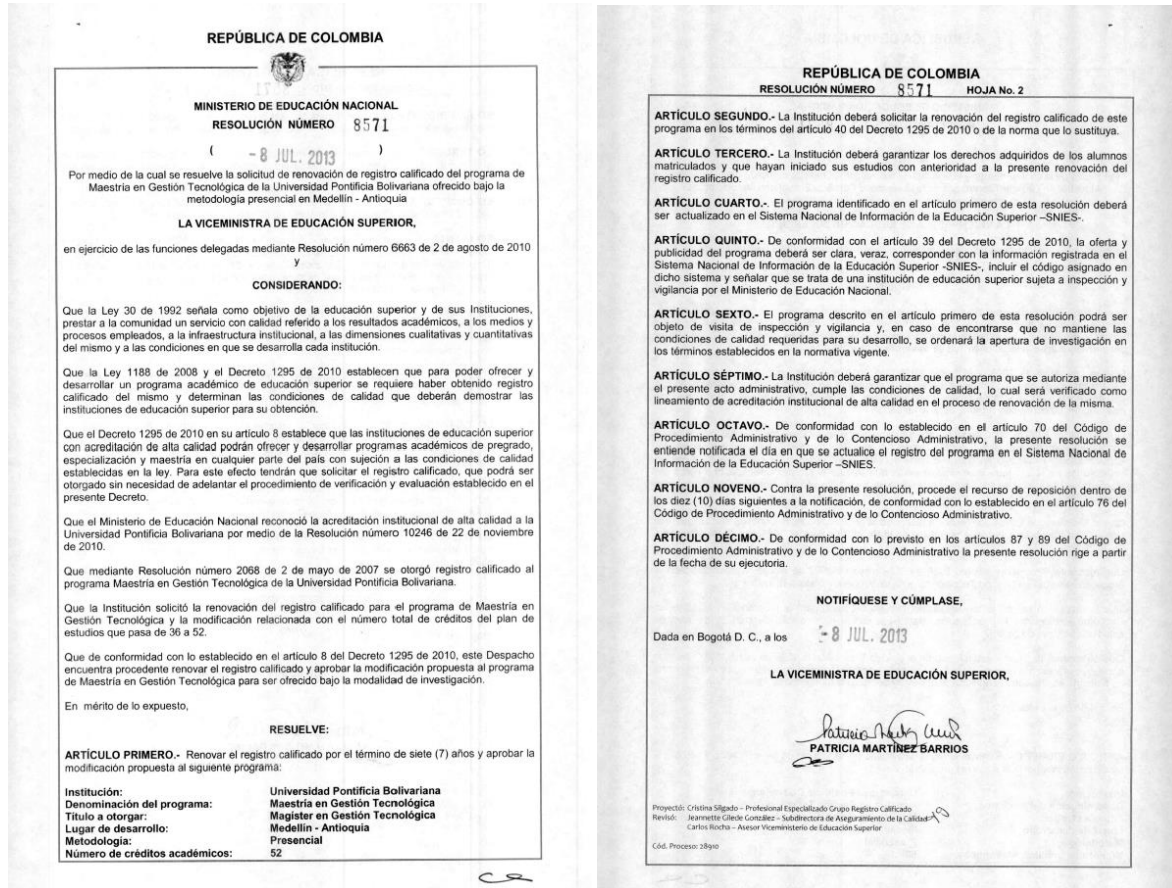 REPÚBLICA DE COLOMBIA
MINISTERIO DE EDUCACIÓN NACIONAL
RESOLUCIÓN NÚMERO 8571
( - 8 JUL. 2013 )
Por medio de la cual se resuelve la solicitud de renovación de registro calificado del programa de
Maestría en Gestión Tecnológica de la Universidad Pontificia Bolivariana ofrecido bajo la
metodología presencial en Medellín - Antioquia
LA VICEMINISTRA DE EDUCACIÓN SUPERIOR,
en ejercicio de las funciones delegadas mediante Resolución número 6663 de 2 de agosto de 2010
y
CONSIDERANDO:
Que la Ley 30 de 1992 señala como objetivo de la educación superior y de sus Instituciones,
prestar a la comunidad un servicio con calidad referido a los resultados académicos, a los medios y
procesos empleados, a la infraestructura institucional, a las dimensiones cualitativas y cuantitativas
del mismo y a las condiciones en que se desarrolla cada institución.
Que la Ley 1188 de 2008 y el Decreto 1295 de 2010 establecen que para poder ofrecer y
desarrollar un programa académico de educación superior se requiere haber obtenido registro
calificado del mismo y determinan las condiciones de calidad que deberán demostrar las
instituciones de educación superior para su obtención.
Que el Decreto 1295 de 2010 en su artículo 8 establece que las instituciones de educación superior
con acreditación de alta calidad podrán ofrecer y desarrollar programas académicos de pregrado,
especialización y maestría en cualquier parte del país con sujeción a las condiciones de calidad
establecidas en la ley. Para este efecto tendrán que solicitar el registro calificado, que podrá ser
otorgado sin necesidad de adelantar el procedimiento de verificación y evaluación establecido en el
presente Decreto.
Que el Ministerio de Educación Nacional reconoció la acreditación institucional de alta calidad a la
Universidad Pontificia Bolivariana por medio de la Resolución número 10246 de 22 de noviembre
de 2010.
Que mediante Resolución número 2068 de 2 de mayo de 2007 se otorgó registro calificado al
programa Maestría en Gestión Tecnológica de la Universidad Pontificia Bolivariana.
Que la Institución solicitó la renovación del registro calificado para el programa de Maestría en
Gestión Tecnológica y la modificación relacionada con el número total de créditos del plan de
estudios que pasa de 36 a 52.
Que de conformidad con lo establecido en el artículo 8 del Decreto 1295 de 2010, este Despacho
encuentra procedente renovar el registro calificado y aprobar la modificación propuesta al programa
de Maestría en Gestión Tecnológica para ser ofrecido bajo la modalidad de investigación.
En mérito de lo expuesto,
RESUELVE:
ARTÍCULO PRIMERO.- Renovar el registro calificado por el término de siete (7) años y aprobar la
modificación propuesta al siguiente programa:
Institución: Universidad Pontificia Bolivariana
Denominación del programa: Maestría en Gestión Tecnológica
Título a otorgar: Magister en Gestión Tecnológica
Lugar de desarrollo: Medellín - Antioquia
Metodología: Presencial
Número de créditos académicos: 52
REPÚBLICA DE COLOMBIA
RESOLUCIÓN NÚMERO 8571 HOJA No. 2
ARTÍCULO SEGUNDO.- La Institución deberá solicitar la renovación del registro calificado de este
programa en los términos del artículo 40 del Decreto 1295 de 2010 o de la norma que lo sustituya.
ARTÍCULO TERCERO.- La Institución deberá garantizar los derechos adquiridos de los alumnos
matriculados y que hayan iniciado sus estudios con anterioridad a la presente renovación del
registro calificado.
ARTÍCULO CUARTO.-. El programa identificado en el artículo primero de esta resolución deberá
ser actualizado en el Sistema Nacional de Información de la Educación Superior –SNIES-.
ARTÍCULO QUINTO.- De conformidad con el artículo 39 del Decreto 1295 de 2010, la oferta y
publicidad del programa deberá ser clara, veraz, corresponder con la información registrada en el
Sistema Nacional de Información de la Educación Superior -SNIES-, incluir el código asignado en
dicho sistema y señalar que se trata de una institución de educación superior sujeta a inspección y
vigilancia por el Ministerio de Educación Nacional.
ARTÍCULO SEXTO.- El programa descrito en el artículo primero de esta resolución podrá ser
objeto de visita de inspección y vigilancia y, en caso de encontrarse que no mantiene las
condiciones de calidad requeridas para su desarrollo, se ordenará la apertura de investigación en
los términos establecidos en la normativa vigente.
ARTÍCULO SÉPTIMO.- La Institución deberá garantizar que el programa que se autoriza mediante
el presente acto administrativo, cumple las condiciones de calidad, lo cual será verificado como
lineamiento de acreditación institucional de alta calidad en el proceso de renovación de la misma.
ARTÍCULO OCTAVO.- De conformidad con lo establecido en el artículo 70 del Código de
Procedimiento Administrativo y de lo Contencioso Administrativo, la presente resolución se
entiende notificada el día en que se actualice el registro del programa en el Sistema Nacional de
Información de la Educación Superior –SNIES.
ARTÍCULO NOVENO.- Contra la presente resolución, procede el recurso de reposición dentro de
los diez (10) días siguientes a la notificación, de conformidad con lo establecido en el artículo 76 del
Código de Procedimiento Administrativo y de lo Contencioso Administrativo.
ARTÍCULO DÉCIMO.- De conformidad con lo previsto en los artículos 87 y 89 del Código de
Procedimiento Administrativo y de lo Contencioso Administrativo la presente resolución rige a partir
de la fecha de su ejecutoria.
NOTIFÍQUESE Y CÚMPLASE,
Dada en Bogotá D. C., a los - 8 JUL. 2013
LA VICEMINISTRA DE EDUCACIÓN SUPERIOR,
PATRICIA MARTÍNEZ BARRIOS
Proyectó: Cristina Silgado – Profesional Especializado Grupo Registro Calificado
Revisó: Jeannette Gilede González – Subdirectora de Aseguramiento de la Calidad
Carlos Rocha – Asesor Viceministerio de Educación Superior
Cód. Proceso: 28910